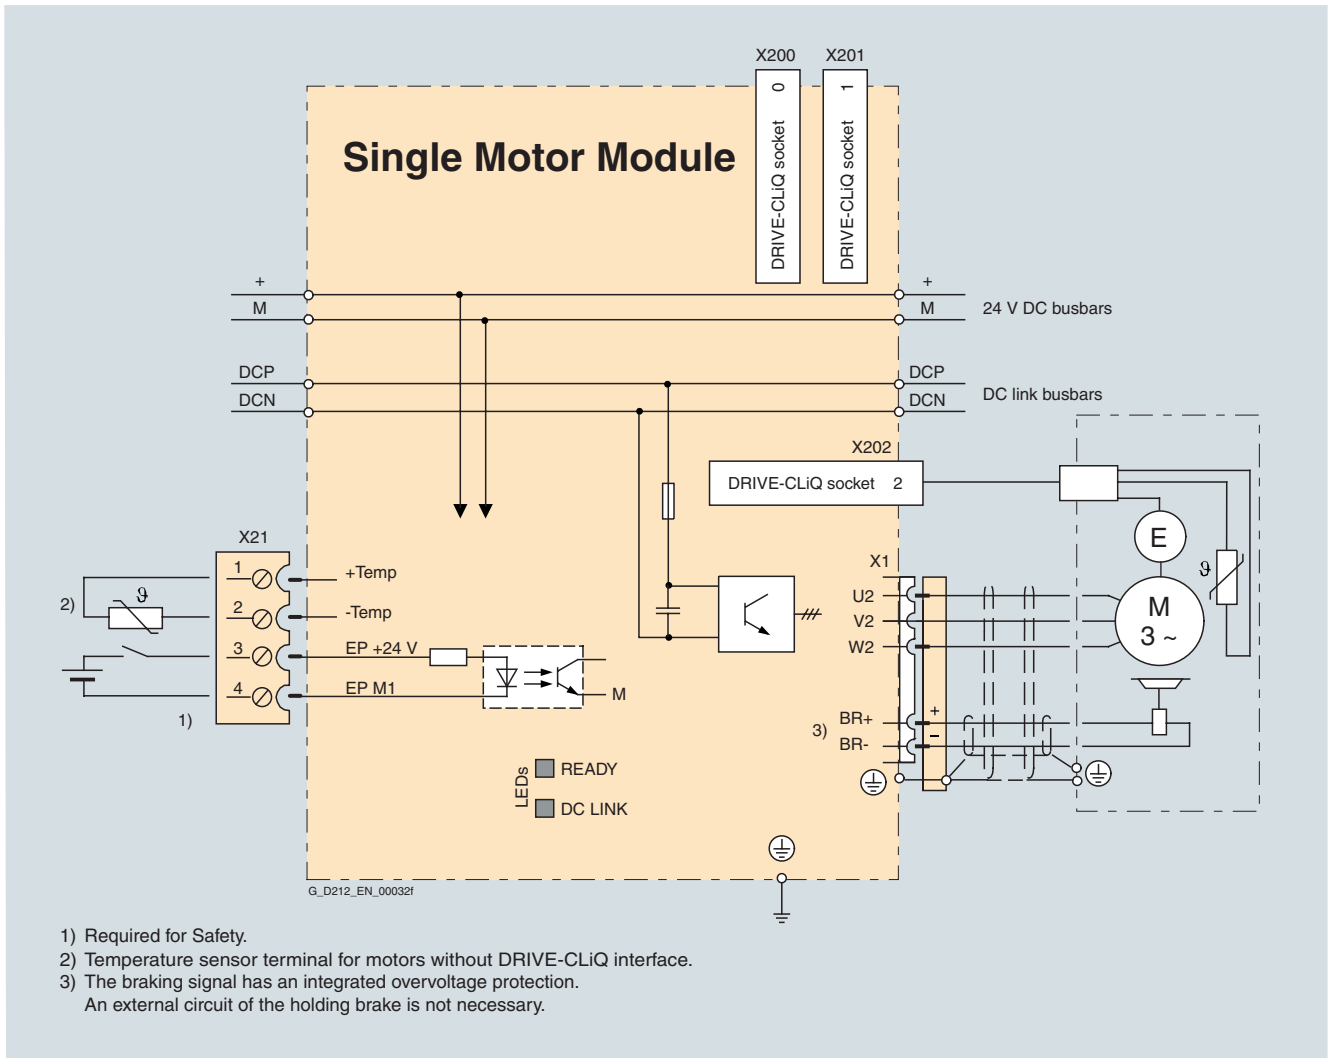 X200 X201
DRIVE-CLiQ socket 0
DRIVE-CLiQ socket 1
Single Motor Module
+ +
M M 24 V DC busbars
DCP DCP
DCN DCN DC link busbars
X202
DRIVE-CLiQ socket 2
X21
1 +Temp
2) ϑ
2 -Temp
3 EP +24 V
4 EP M1
M
1)
X1
U2
V2
W2
E
ϑ
M
3 ~
3) BR+ +
BR- –
LEDs
READY
DC LINK
G_D212_EN_00032f
1) Required for Safety.
2) Temperature sensor terminal for motors without DRIVE-CLiQ interface.
3) The braking signal has an integrated overvoltage protection.
An external circuit of the holding brake is not necessary.